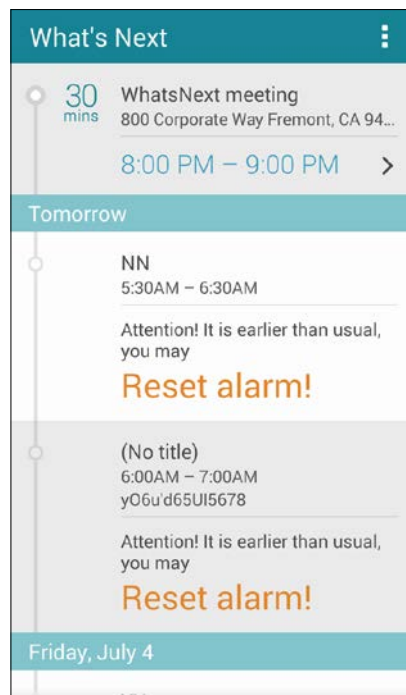 What's Next
30 mins
WhatsNext meeting
800 Corporate Way Fremont, CA 94...
8:00 PM – 9:00 PM
Tomorrow
NN
5:30AM – 6:30AM
Attention! It is earlier than usual,
you may
Reset alarm!
(No title)
6:00AM – 7:00AM
yO6u'd65UI5678
Attention! It is earlier than usual,
you may
Reset alarm!
Friday, July 4